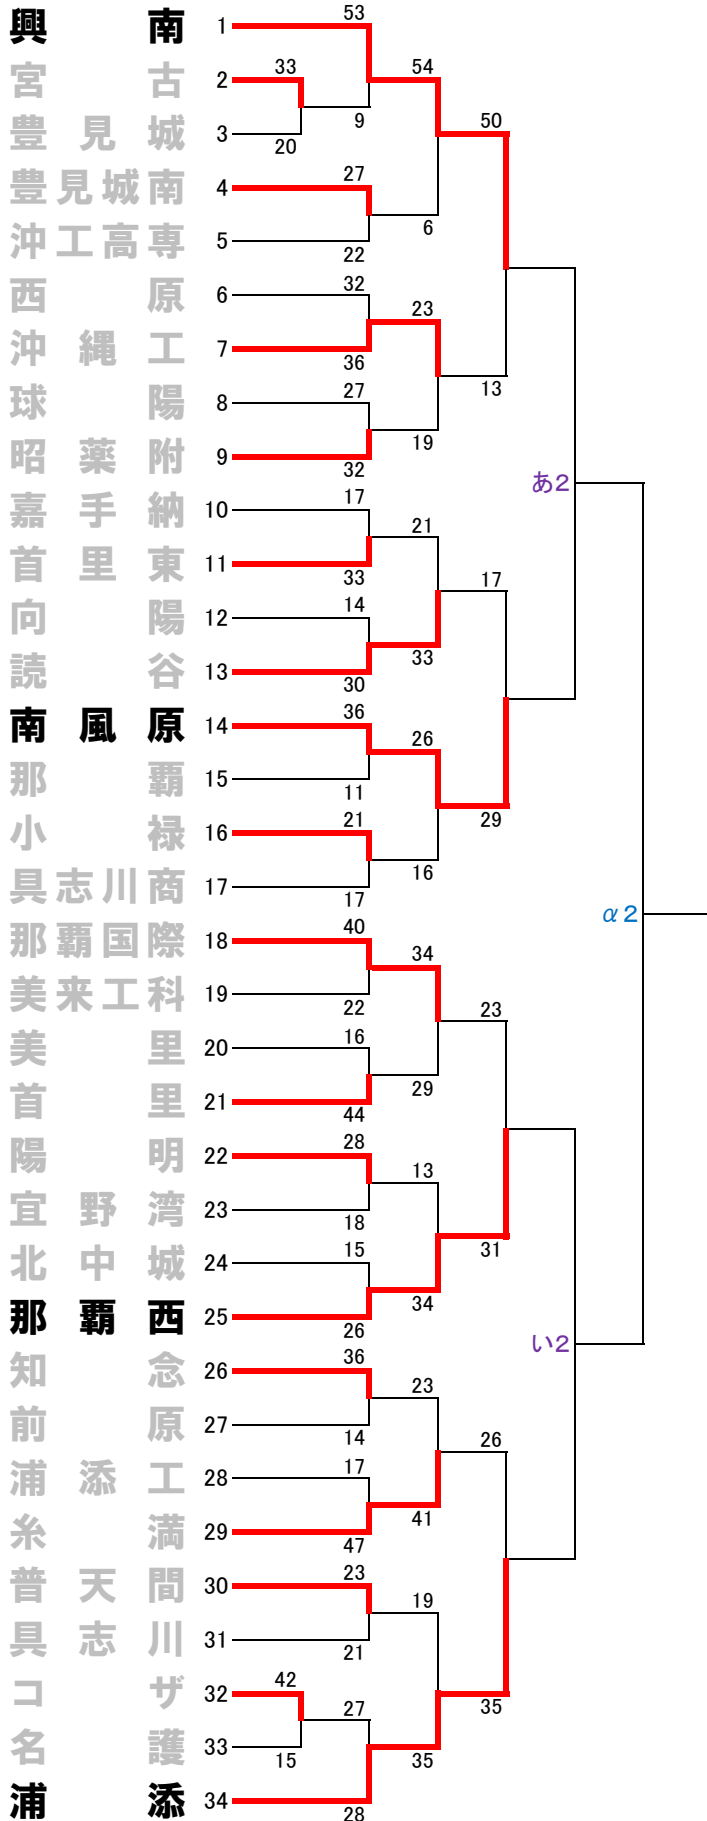 興南 1 53
宮古 2 33 54
豊見城 3 20 9 50
豊見城南 4 27
沖工高専 5 22 6
西原 6 32
沖縄工 7 36 23
球陽 8 27 13
昭薬附 9 32 19
あ2
嘉手納 10 17
首里東 11 33 21
向陽 12 14 17
読谷 13 30 33
南風原 14 36
那覇 15 11 26
小禄 16 21 29
具志川商 17 17 16
α2
那覇国際 18 40
美来工科 19 22 34
美里 20 16 23
首里 21 44 29
陽明 22 28
宜野湾 23 18 13
北中城 24 15 31
那覇西 25 26 34
い2
知念 26 36
前原 27 14 23
浦添工 28 17 26
糸満 29 47 41
普天間 30 23
具志川 31 21 19
コザ 32 42 27 35
名護 33 15 35
浦添 34 28